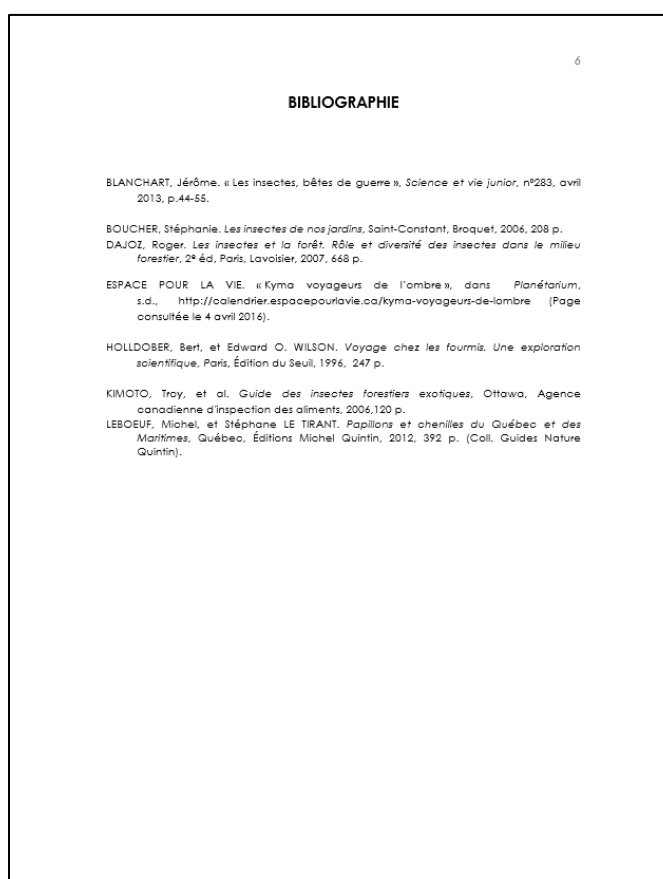 6
BIBLIOGRAPHIE
BLANCHART, Jérôme. « Les insectes, bêtes de guerre », Science et vie junior, nº283, avril
2013, p.44-55.
BOUCHER, Stéphanie. Les insectes de nos jardins, Saint-Constant, Broquet, 2006, 208 p.
DAJOZ, Roger. Les insectes et la forêt. Rôle et diversité des insectes dans le milieu
forestier, 2e éd, Paris, Lavoisier, 2007, 668 p.
ESPACE POUR LA VIE. « Kyma voyageurs de l'ombre », dans Planétarium,
s.d., http://calendrier.espacepourlavie.ca/kyma-voyageurs-de-lombre (Page
consultée le 4 avril 2016).
HOLLDOBER, Bert, et Edward O. WILSON. Voyage chez les fourmis. Une exploration
scientifique, Paris, Édition du Seuil, 1996, 247 p.
KIMOTO, Troy, et al. Guide des insectes forestiers exotiques, Ottawa, Agence
canadienne d'inspection des aliments, 2006,120 p.
LEBOEUF, Michel, et Stéphane LE TIRANT. Papillons et chenilles du Québec et des
Maritimes, Québec, Éditions Michel Quintin, 2012, 392 p. (Coll. Guides Nature
Quintin).